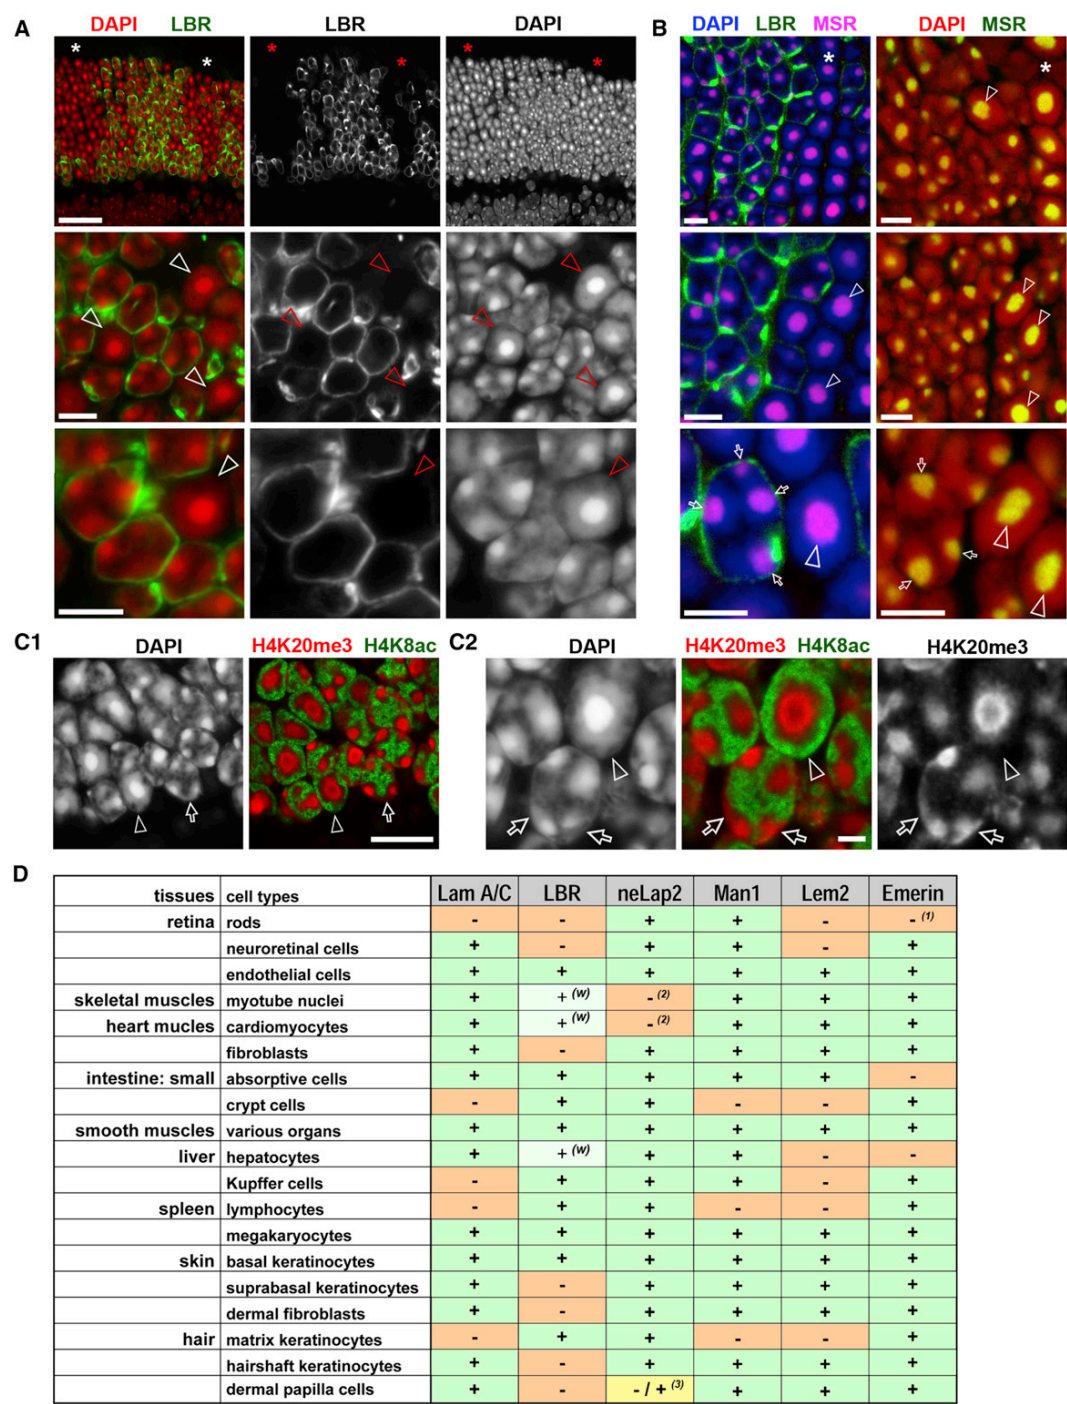 A
DAPI LBR
LBR
DAPI
B
DAPI LBR MSR
DAPI MSR
* *
* *
* *
*
*
C1
DAPI
H4K20me3 H4K8ac
C2
DAPI
H4K20me3 H4K8ac
H4K20me3
D
tissues cell types Lam A/C LBR neLap2 Man1 Lem2 Emerin
retina rods - - + + - - (1)
neuroretinal cells + - + + - +
endothelial cells + + + + + +
skeletal muscles myotube nuclei + + (w) - (2) + + +
heart mucles cardiomyocytes + + (w) - (2) + + +
fibroblasts + - + + + +
intestine: small absorptive cells + + + + + -
crypt cells - + + - - +
smooth muscles various organs + + + + + +
liver hepatocytes + + (w) + + - -
Kupffer cells - + + + - +
spleen lymphocytes - + + - - +
megakaryocytes + + + + + +
skin basal keratinocytes + + + + + +
suprabasal keratinocytes + - + + + +
dermal fibroblasts + - + + + +
hair matrix keratinocytes - + + - - +
hairshaft keratinocytes + - + + + +
dermal papilla cells + - - / + (3) + + +